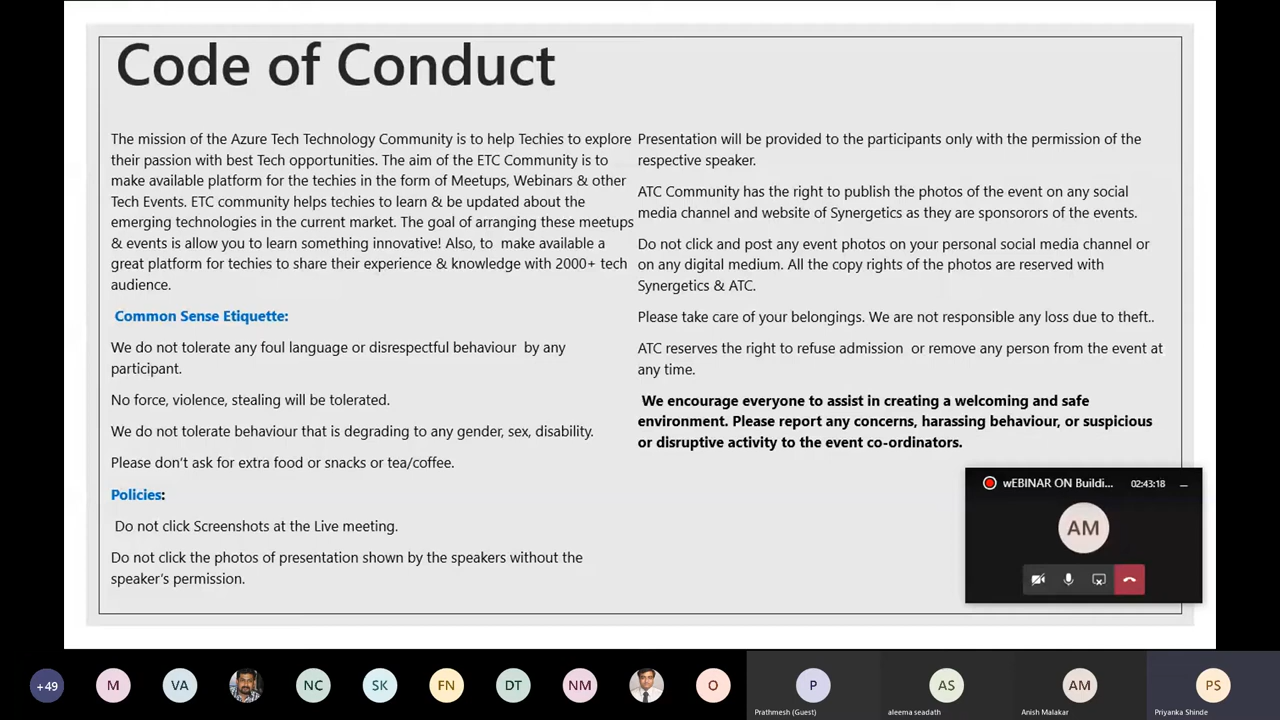 Code of Conduct
The mission of the Azure Tech Technology Community is to help Techies to explore
their passion with best Tech opportunities. The aim of the ETC Community is to
make available platform for the techies in the form of Meetups, Webinars & other
Tech Events. ETC community helps techies to learn & be updated about the
emerging technologies in the current market. The goal of arranging these meetups
& events is allow you to learn something innovative! Also, to make available a
great platform for techies to share their experience & knowledge with 2000+ tech
audience.
Common Sense Etiquette:
We do not tolerate any foul language or disrespectful behaviour by any
participant.
No force, violence, stealing will be tolerated.
We do not tolerate behaviour that is degrading to any gender, sex, disability.
Please don't ask for extra food or snacks or tea/coffee.
Policies:
Do not click Screenshots at the Live meeting.
Do not click the photos of presentation shown by the speakers without the
speaker's permission.
Presentation will be provided to the participants only with the permission of the
respective speaker.
ATC Community has the right to publish the photos of the event on any social
media channel and website of Synergetics as they are sponsorors of the events.
Do not click and post any event photos on your personal social media channel or
on any digital medium. All the copy rights of the photos are reserved with
Synergetics & ATC.
Please take care of your belongings. We are not responsible any loss due to theft..
ATC reserves the right to refuse admission or remove any person from the event at
any time.
We encourage everyone to assist in creating a welcoming and safe
environment. Please report any concerns, harassing behaviour, or suspicious
or disruptive activity to the event co-ordinators.
wEBINAR ON Buildi... 02:43:18
AM
+49 M VA NC SK FN DT NM O P AS AM PS
Prathmesh (Guest) aleema seadath Anish Malakar Priyanka Shinde